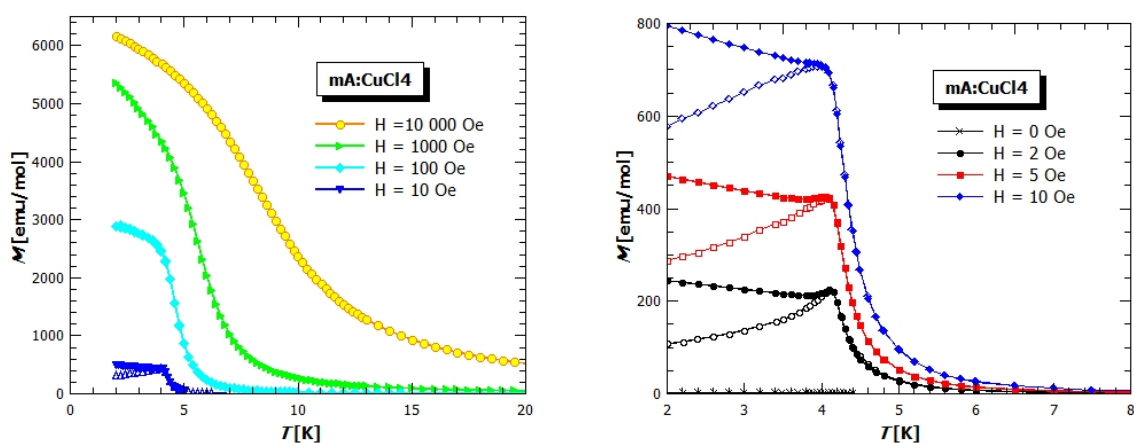 6000
5000
4000
3000
2000
1000
0
M [emu/mol]
mA:CuCl4
H =10 000 Oe
H = 1000 Oe
H = 100 Oe
H = 10 Oe
0 5 10 15 20
T [K]
800
600
400
200
0
M [emu/mol]
mA:CuCl4
H = 0 Oe
H = 2 Oe
H = 5 Oe
H = 10 Oe
2 3 4 5 6 7 8
T [K]